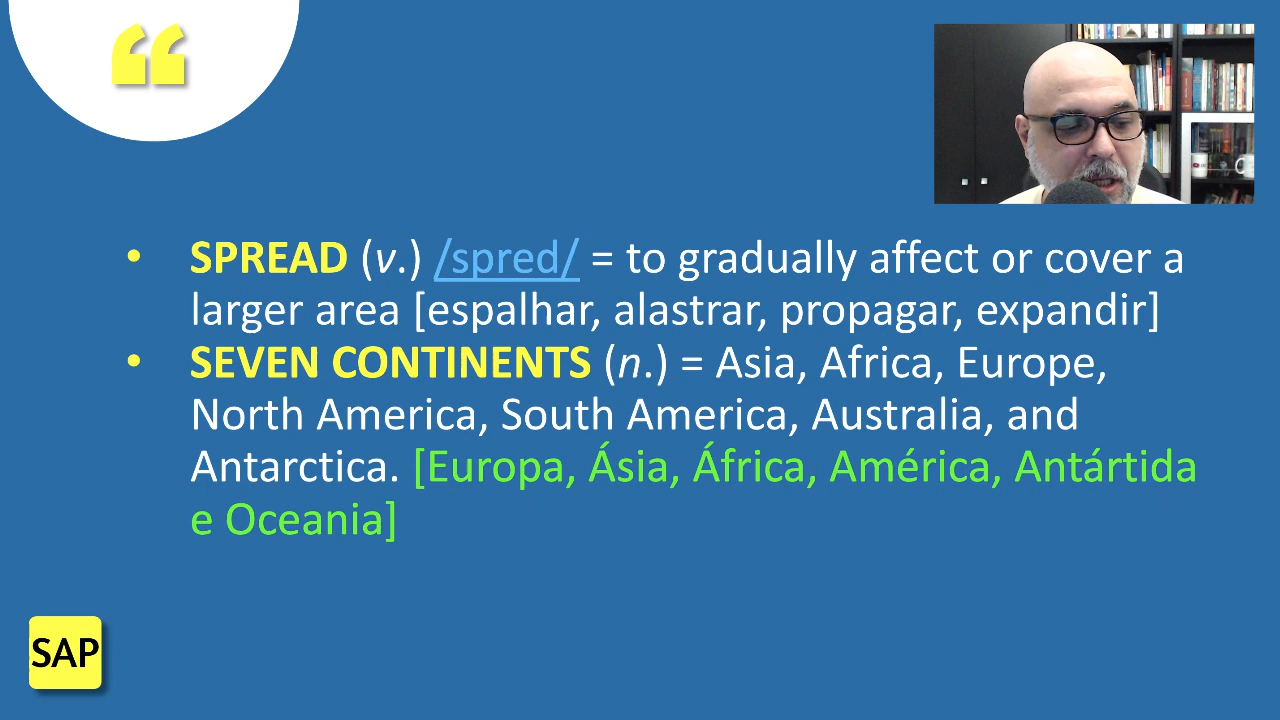 “
• SPREAD (v.) /spred/ = to gradually affect or cover a
larger area [espalhar, alastrar, propagar, expandir]
• SEVEN CONTINENTS (n.) = Asia, Africa, Europe,
North America, South America, Australia, and
Antarctica. [Europa, Ásia, África, América, Antártida
e Oceania]
SAP